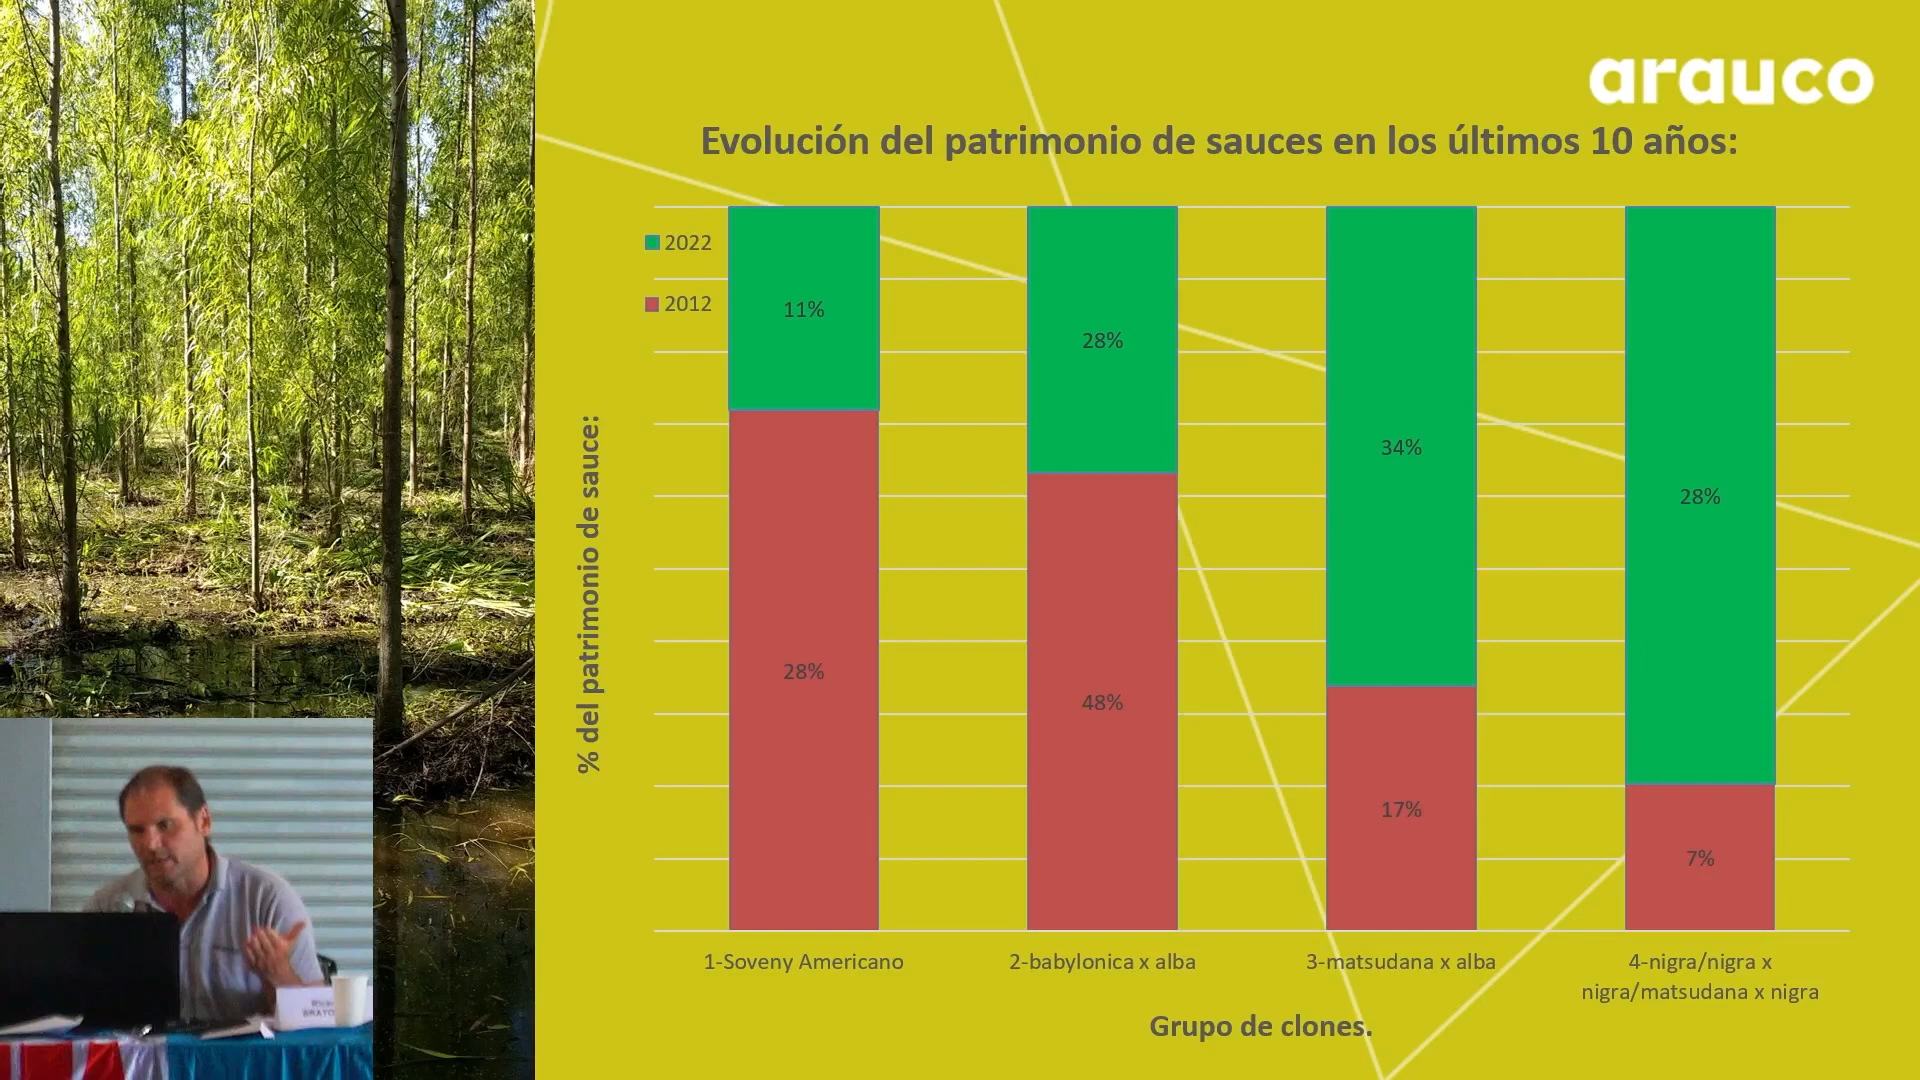 arauco
Evolución del patrimonio de sauces en los últimos 10 años:
2022
2012
11%
28%
34%
28%
28%
48%
17%
7%
% del patrimonio de sauce:
1-Soveny Americano
2-babylonica x alba
3-matsudana x alba
4-nigra/nigra x
nigra/matsudana x nigra
Grupo de clones.